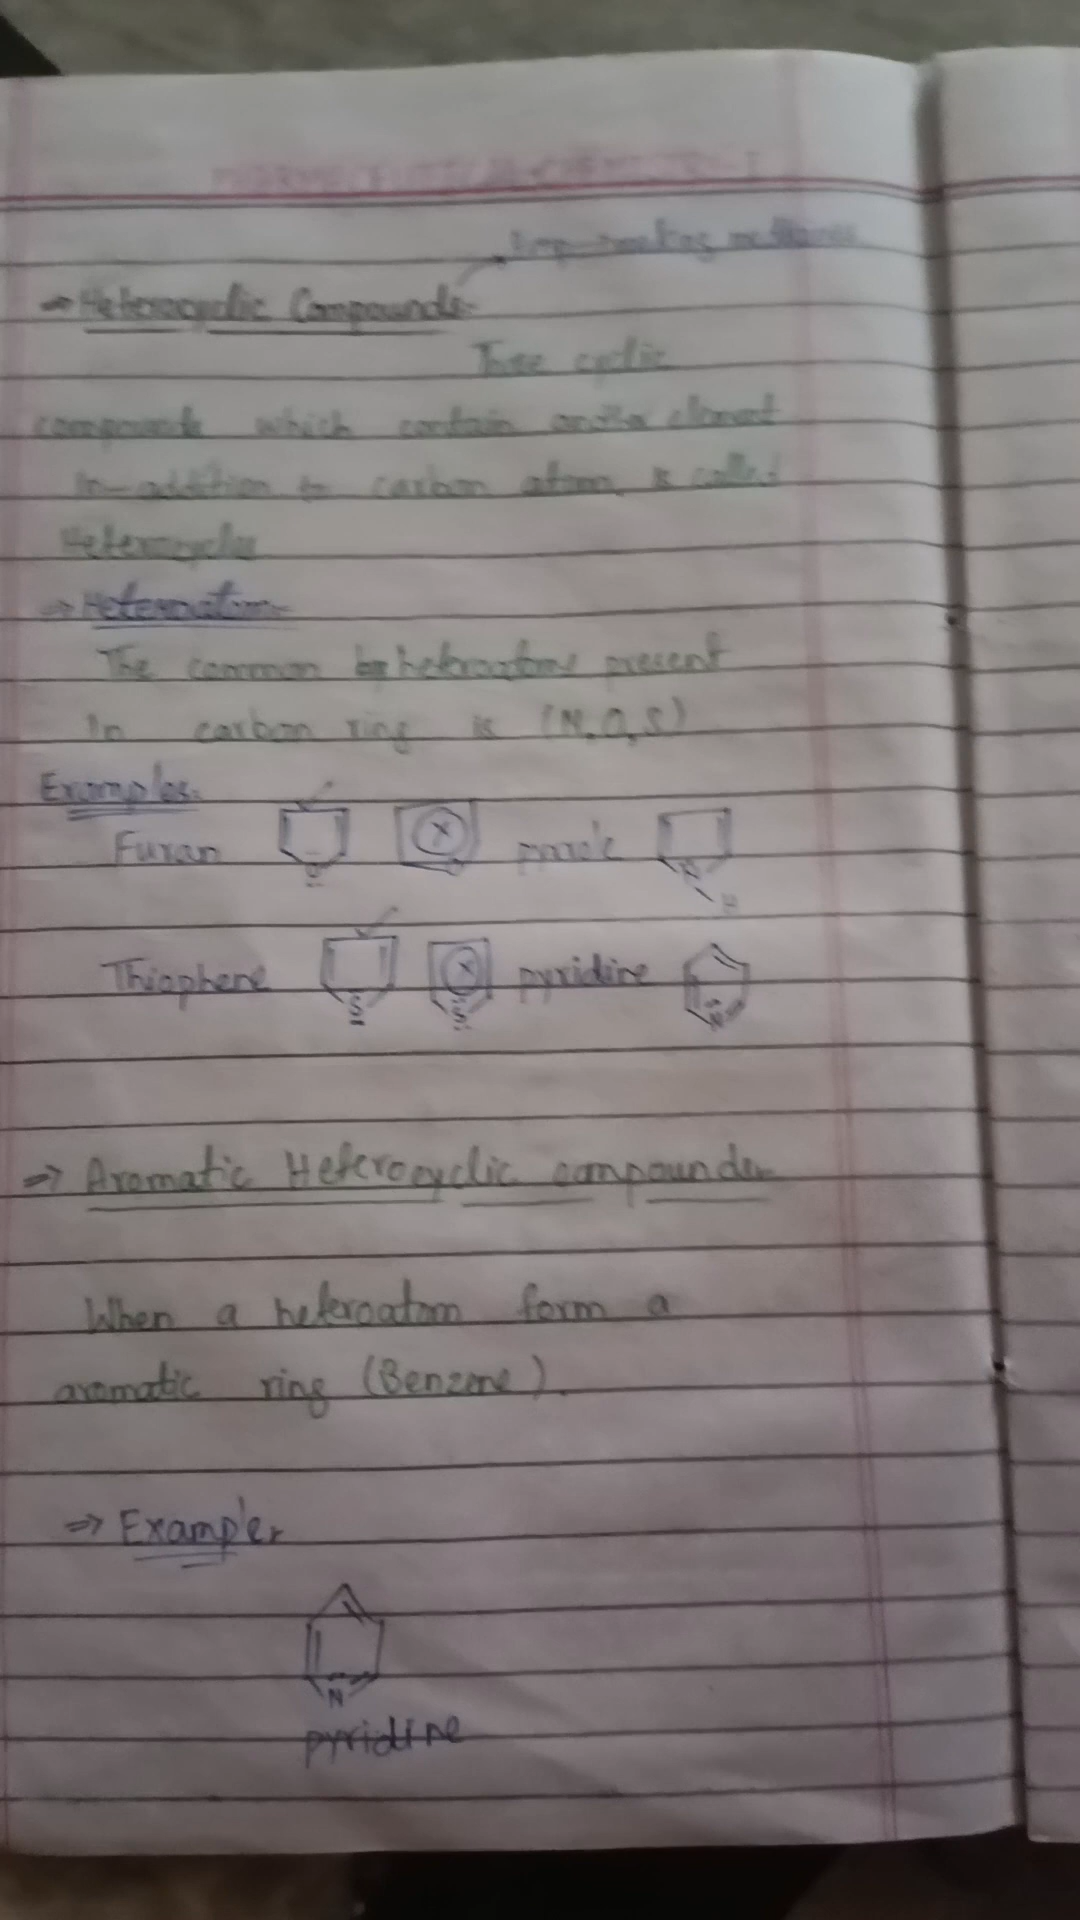 ⇒ Heterocyclic Compounds:-
Those cyclic
compounds which contain another element
in-addition to carbon atom is called
Heterocycles
⇒ Heteroatom:-
The common heteroatoms present
In carbon ring is (N,O,S)
Examples:-
Furan O pyrrole N H
Thiophene S S pyridine N
⇒ Aromatic Heterocyclic compounds:-
When a heteroatom form a
aromatic ring (Benzene).
⇒ Example:-
N
pyridine